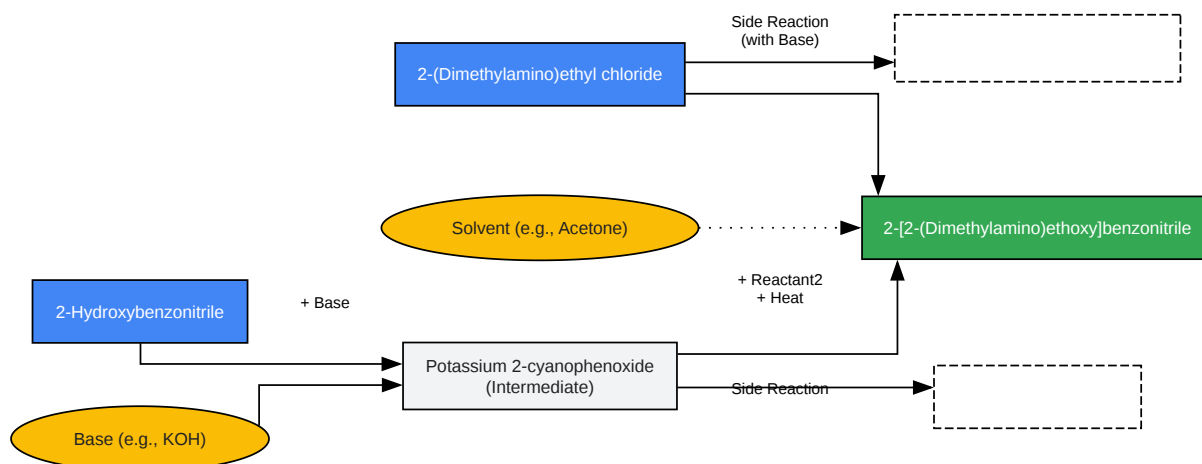 Side Reaction
(with Base)
2-(Dimethylamino)ethyl chloride
Solvent (e.g., Acetone)
2-[2-(Dimethylamino)ethoxy]benzonitrile
+ Reactant2
+ Heat
2-Hydroxybenzonitrile
+ Base
Potassium 2-cyanophenoxide
(Intermediate)
Side Reaction
Base (e.g., KOH)